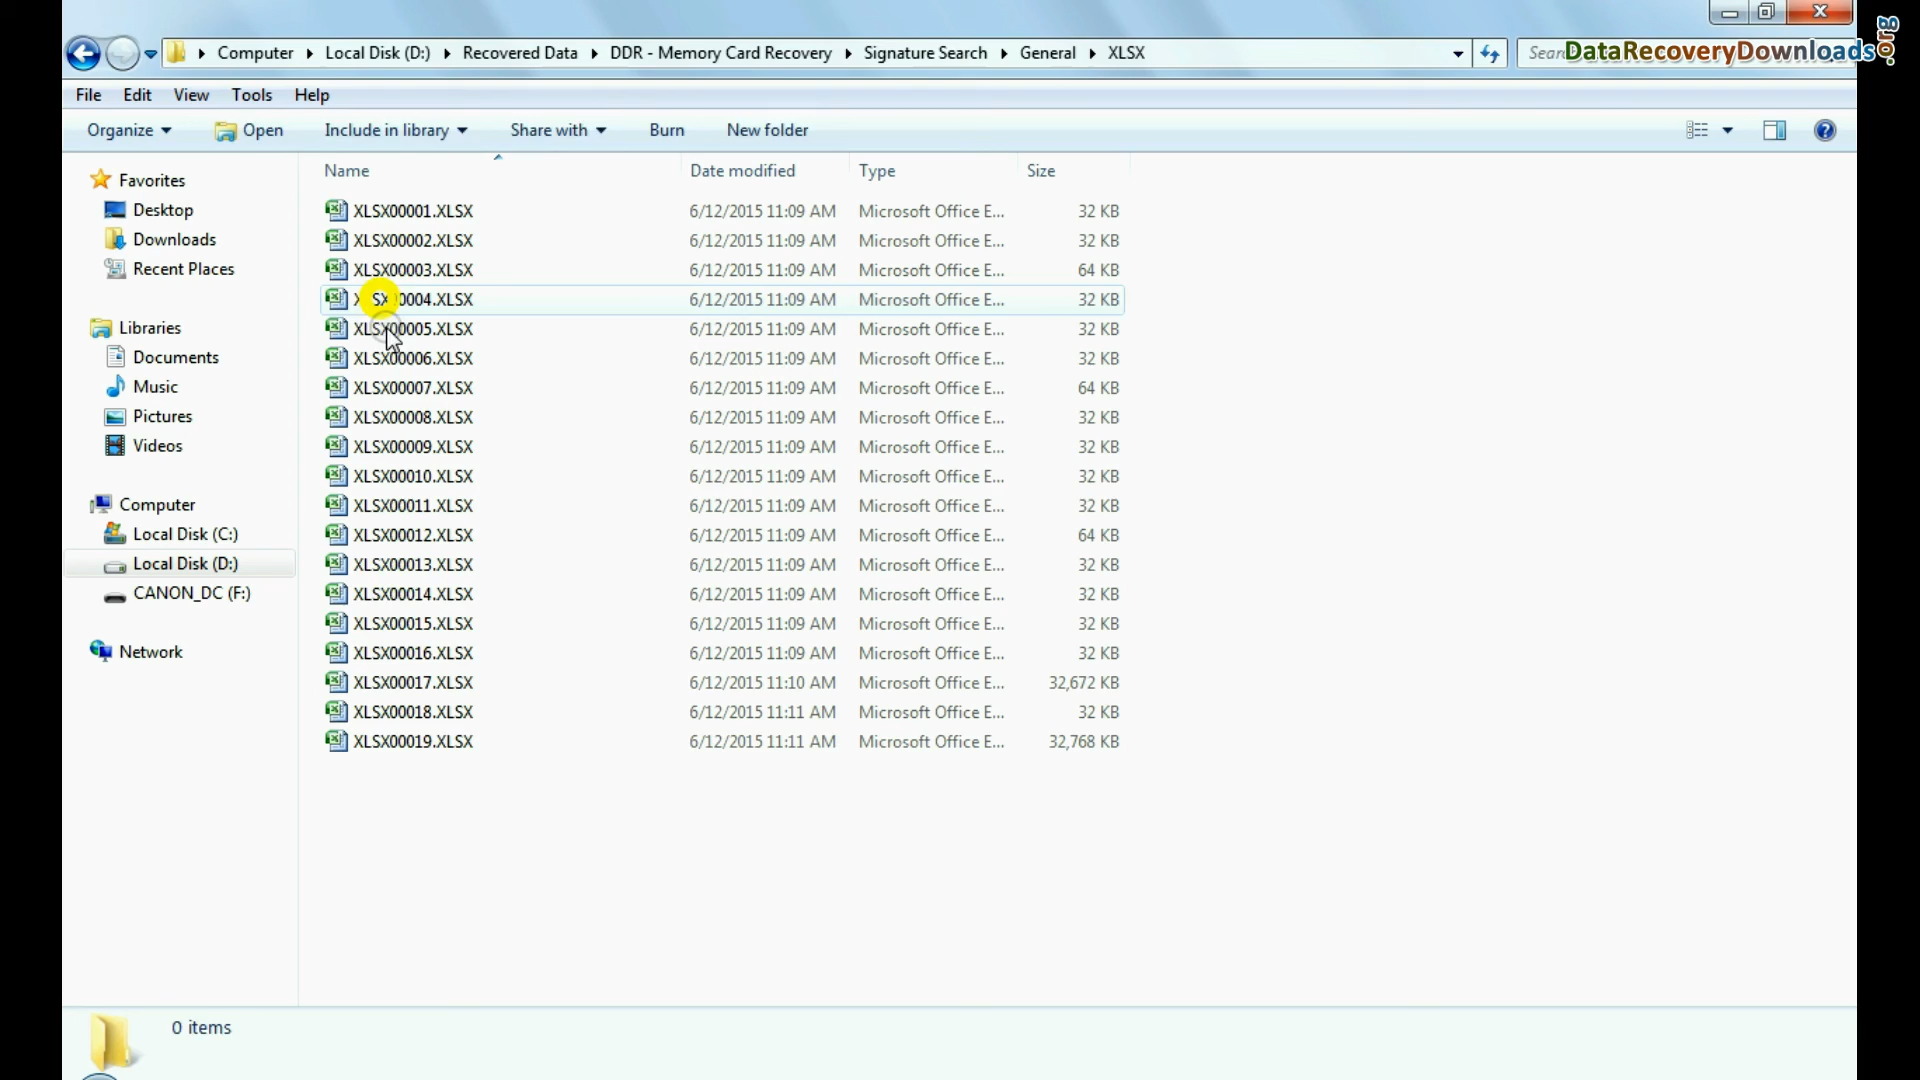 Computer Local Disk (D:) Recovered Data DDR - Memory Card Recovery Signature Search General XLSX
DataRecoveryDownloads.org
File Edit View Tools Help
Organize Open Include in library Share with Burn New folder
Favorites
Desktop
Downloads
Recent Places
Libraries
Documents
Music
Pictures
Videos
Computer
Local Disk (C:)
Local Disk (D:)
CANON_DC (F:)
Network
Name Date modified Type Size
XLSX00001.XLSX 6/12/2015 11:09 AM Microsoft Office E... 32 KB
XLSX00002.XLSX 6/12/2015 11:09 AM Microsoft Office E... 32 KB
XLSX00003.XLSX 6/12/2015 11:09 AM Microsoft Office E... 64 KB
XLSX00004.XLSX 6/12/2015 11:09 AM Microsoft Office E... 32 KB
XLSX00005.XLSX 6/12/2015 11:09 AM Microsoft Office E... 32 KB
XLSX00006.XLSX 6/12/2015 11:09 AM Microsoft Office E... 32 KB
XLSX00007.XLSX 6/12/2015 11:09 AM Microsoft Office E... 64 KB
XLSX00008.XLSX 6/12/2015 11:09 AM Microsoft Office E... 32 KB
XLSX00009.XLSX 6/12/2015 11:09 AM Microsoft Office E... 32 KB
XLSX00010.XLSX 6/12/2015 11:09 AM Microsoft Office E... 32 KB
XLSX00011.XLSX 6/12/2015 11:09 AM Microsoft Office E... 32 KB
XLSX00012.XLSX 6/12/2015 11:09 AM Microsoft Office E... 64 KB
XLSX00013.XLSX 6/12/2015 11:09 AM Microsoft Office E... 32 KB
XLSX00014.XLSX 6/12/2015 11:09 AM Microsoft Office E... 32 KB
XLSX00015.XLSX 6/12/2015 11:09 AM Microsoft Office E... 32 KB
XLSX00016.XLSX 6/12/2015 11:09 AM Microsoft Office E... 32 KB
XLSX00017.XLSX 6/12/2015 11:10 AM Microsoft Office E... 32,672 KB
XLSX00018.XLSX 6/12/2015 11:11 AM Microsoft Office E... 32 KB
XLSX00019.XLSX 6/12/2015 11:11 AM Microsoft Office E... 32,768 KB
0 items